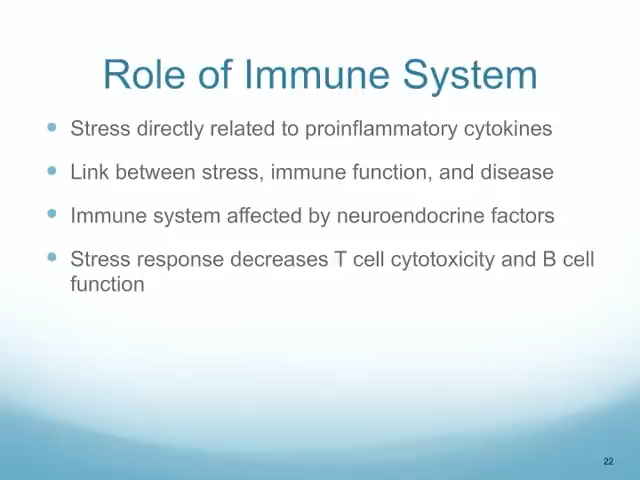 Role of Immune System
• Stress directly related to proinflammatory cytokines
• Link between stress, immune function, and disease
• Immune system affected by neuroendocrine factors
• Stress response decreases T cell cytotoxicity and B cell
function
22